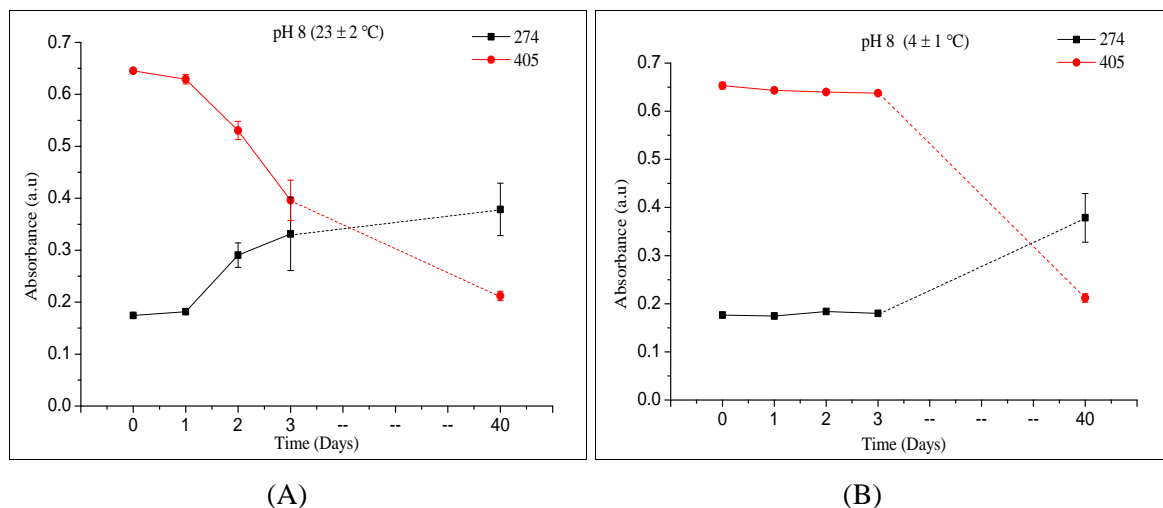 pH 8 (23 ± 2 °C)
274
405
0.7
0.6
0.5
0.4
0.3
0.2
0.1
0.0
Absorbance (a.u)
0 1 2 3 -- -- -- 40
Time (Days)
(A)
pH 8 (4 ± 1 °C)
274
405
0.7
0.6
0.5
0.4
0.3
0.2
0.1
0.0
Absorbance (a.u)
0 1 2 3 -- -- -- 40
Time (Days)
(B)